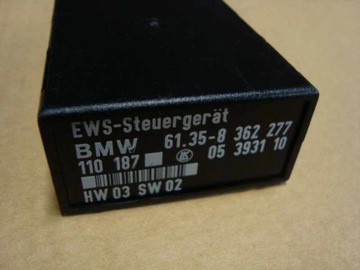 EWS-Steuergerät
BMW 61.35-8 362 277
110 187 05 3931 10
HW 03 SW 02